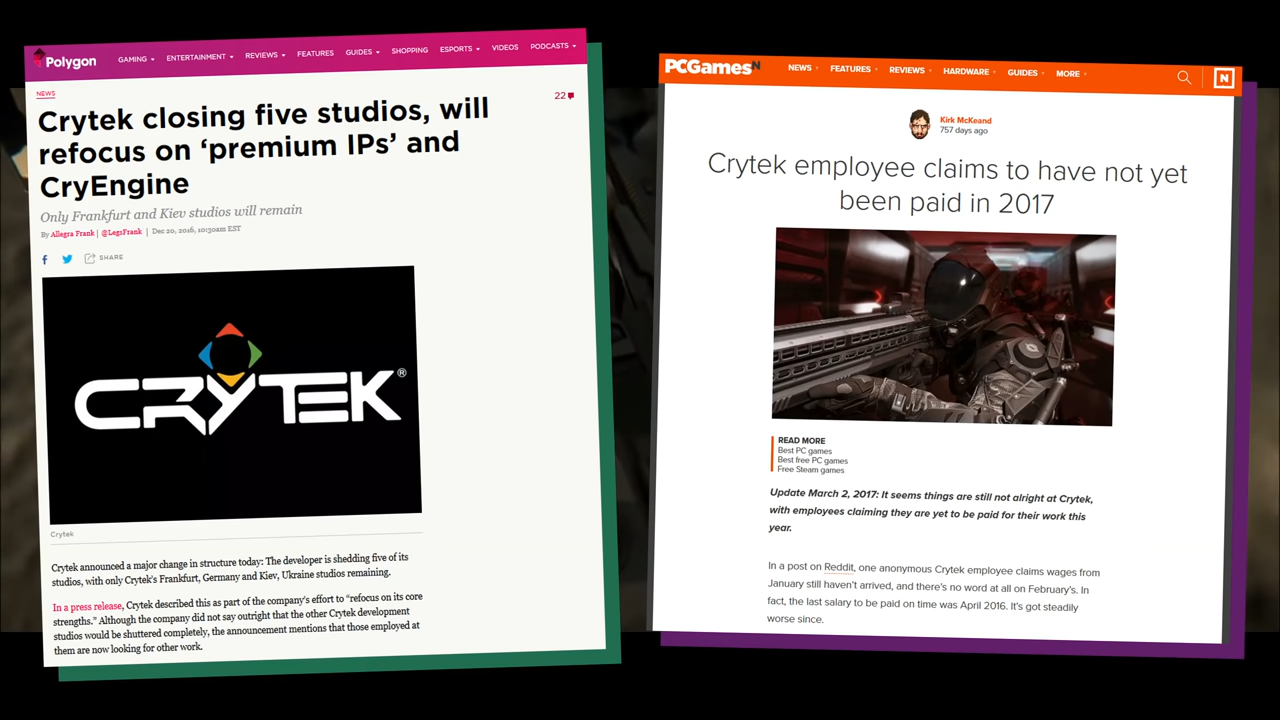 Polygon
GAMING ENTERTAINMENT REVIEWS FEATURES GUIDES SHOPPING ESPORTS VIDEOS PODCASTS
NEWS
22
Crytek closing five studios, will
refocus on ‘premium IPs’ and
CryEngine
Only Frankfurt and Kiev studios will remain
By Allegra Frank | @LegsFrank | Dec 20, 2016, 10:30am EST
SHARE
CRYTEK®
Crytek
Crytek announced a major change in structure today: The developer is shedding five of its
studios, with only Crytek's Frankfurt, Germany and Kiev, Ukraine studios remaining.
In a press release, Crytek described this as part of the company's effort to “refocus on its core
strengths.” Although the company did not say outright that the other Crytek development
studios would be shuttered completely, the announcement mentions that those employed at
them are now looking for other work.
PCGamesN
NEWS FEATURES REVIEWS HARDWARE GUIDES MORE
N
Kirk McKeand
757 days ago
Crytek employee claims to have not yet
been paid in 2017
READ MORE
Best PC games
Best free PC games
Free Steam games
Update March 2, 2017: It seems things are still not alright at Crytek,
with employees claiming they are yet to be paid for their work this
year.
In a post on Reddit, one anonymous Crytek employee claims wages from
January still haven't arrived, and there's no word at all on February's. In
fact, the last salary to be paid on time was April 2016. It's got steadily
worse since.